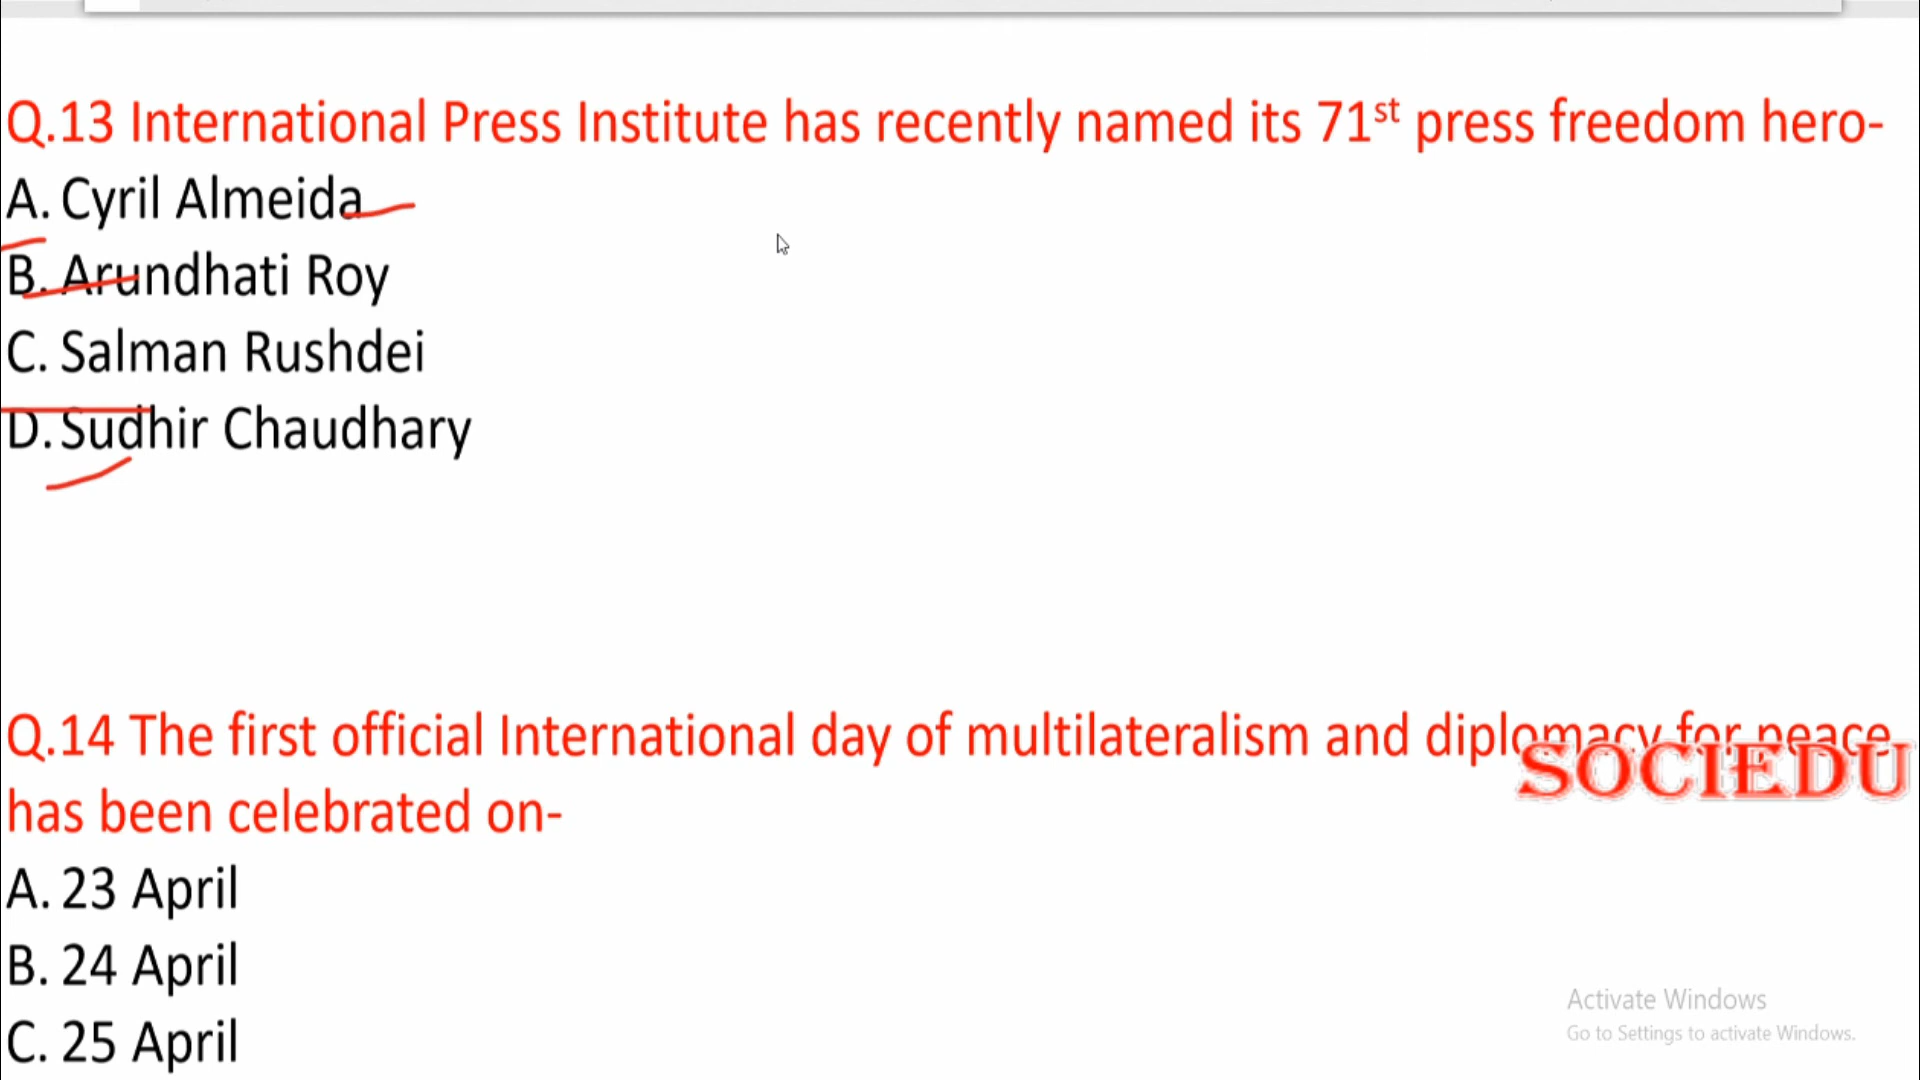 Q.13 International Press Institute has recently named its 71st press freedom hero-
A. Cyril Almeida
B. Arundhati Roy
C. Salman Rushdei
D. Sudhir Chaudhary
Q.14 The first official International day of multilateralism and diplomacy for peace
SOCIEDU
has been celebrated on-
A. 23 April
B. 24 April
C. 25 April
Activate Windows
Go to Settings to activate Windows.